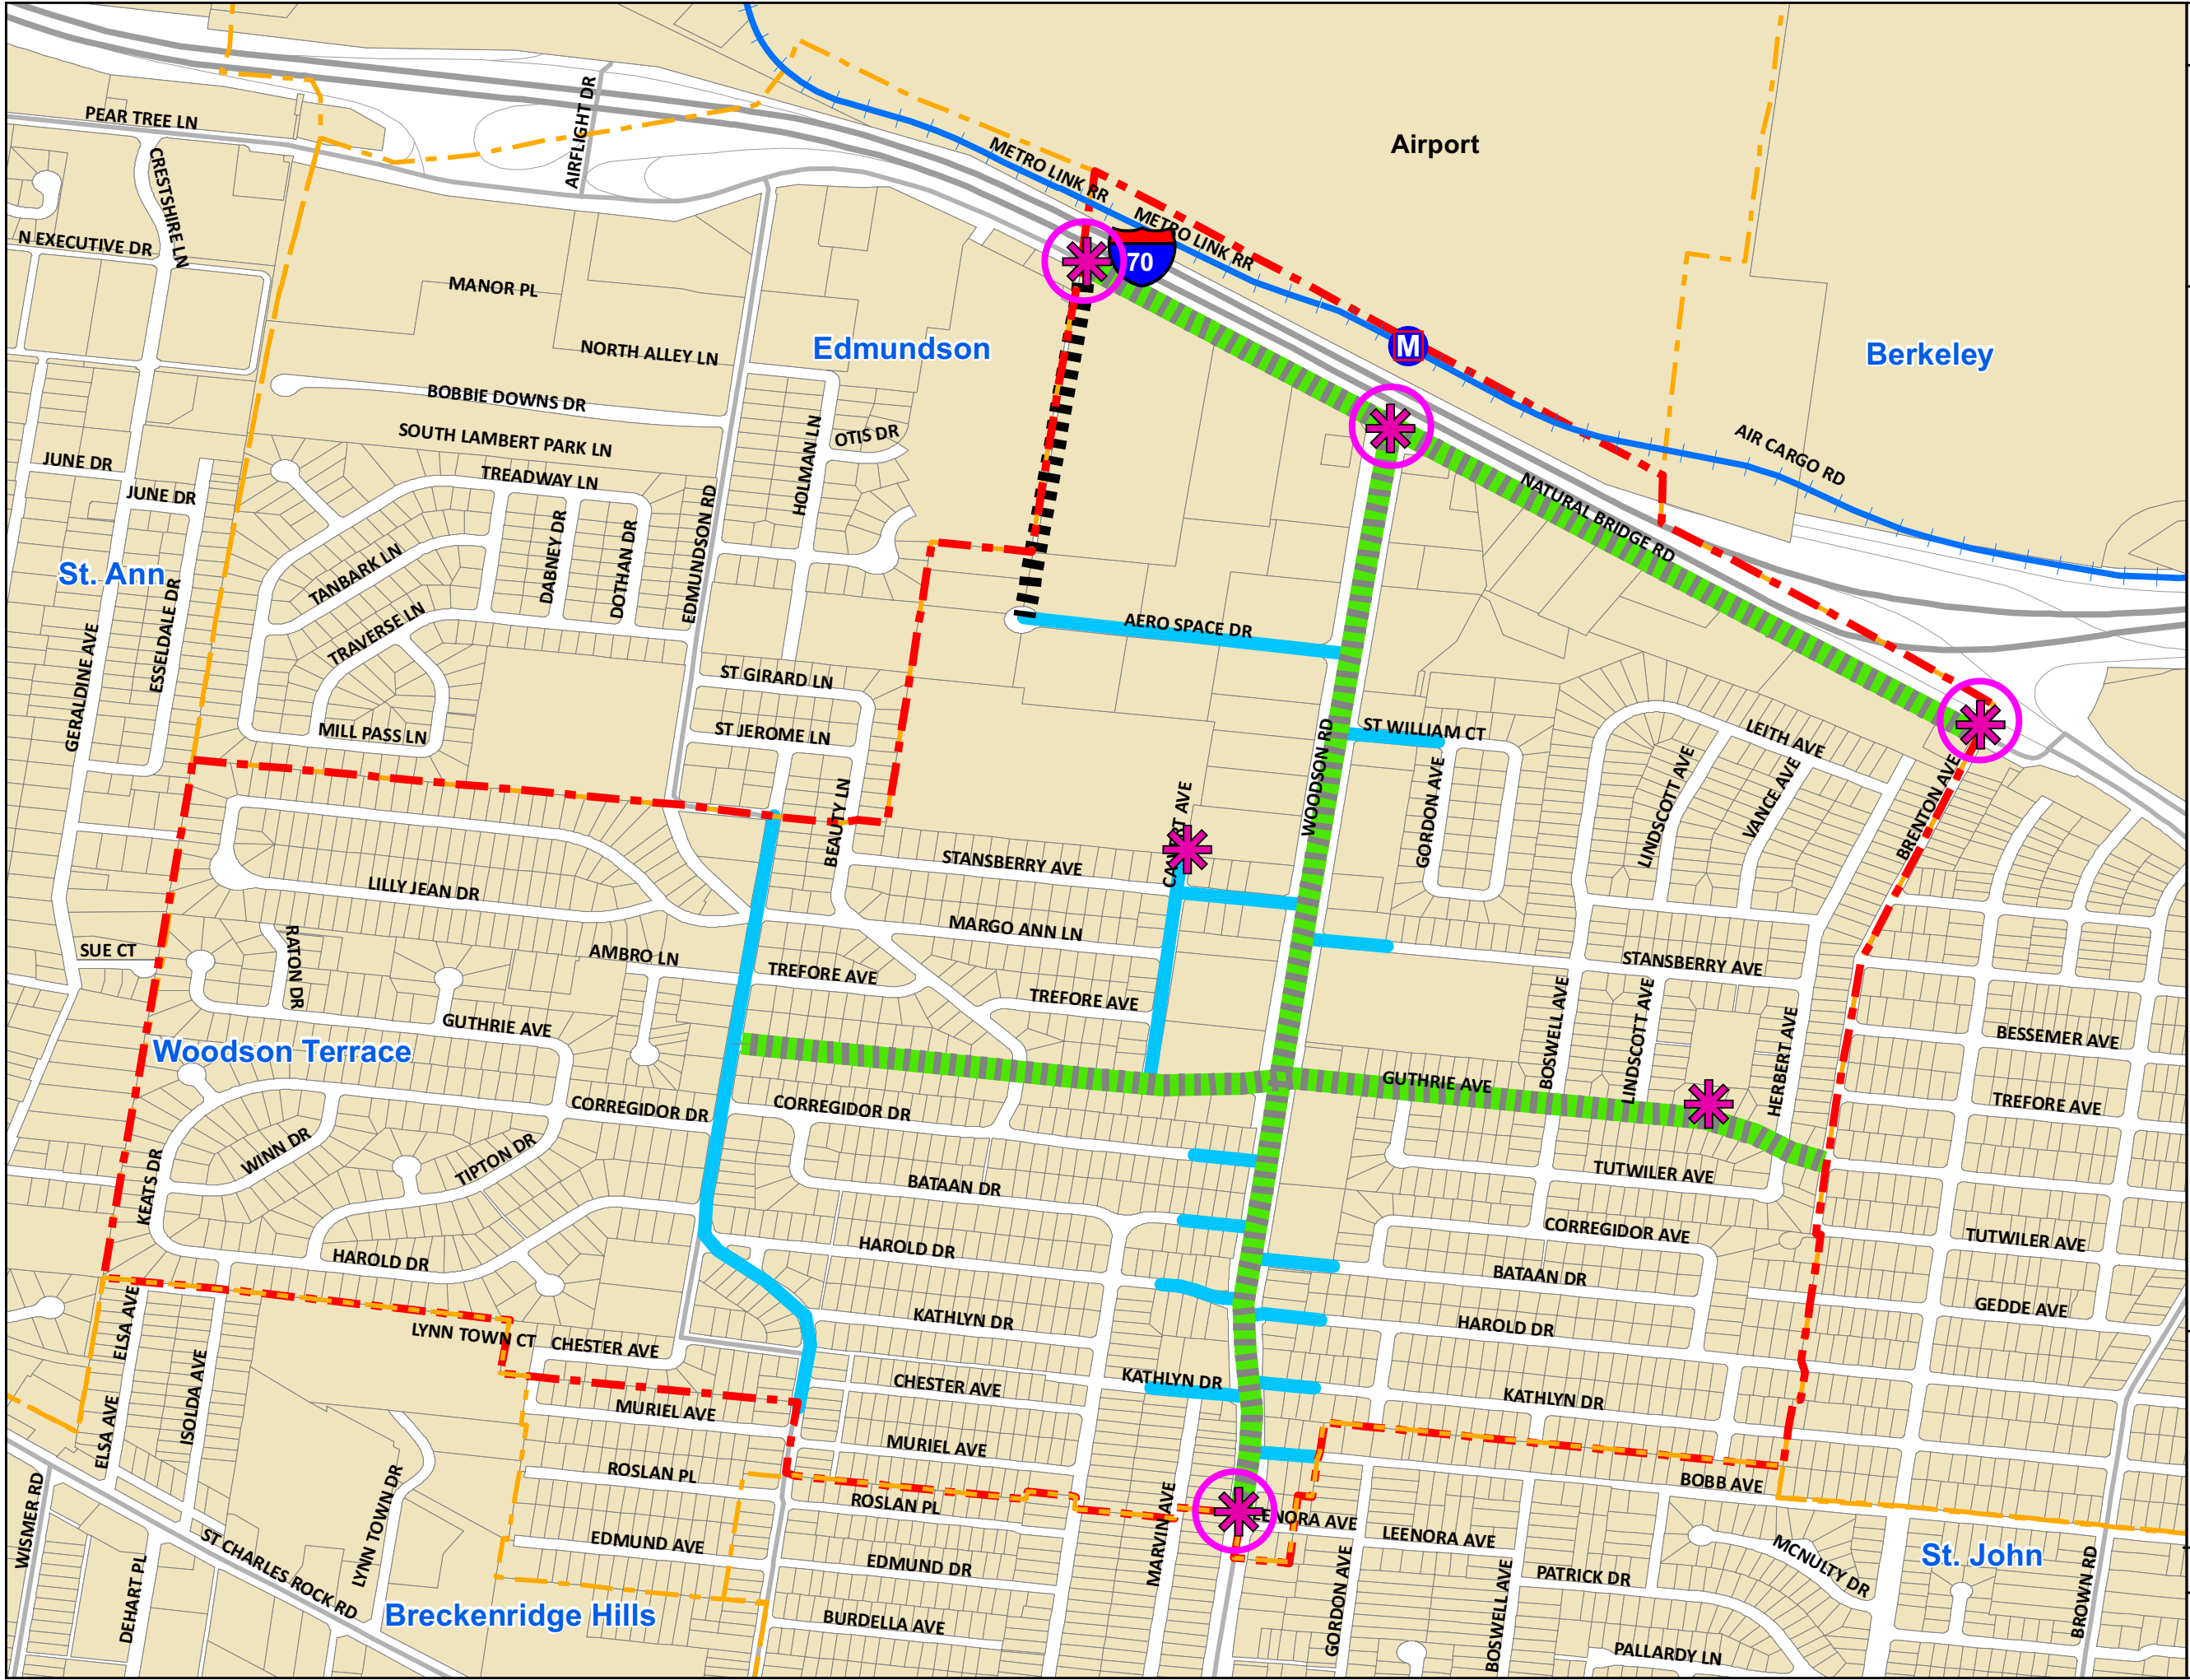 PEAR TREE LN
CRESTSHIRE LN
AIRFLIGHT DR
METRO LINK RR
Airport
N EXECUTIVE DR
METRO LINK RR
70
MANOR PL
NORTH ALLEY LN
Edmundson
M
Berkeley
BOBBIE DOWNS DR
SOUTH LAMBERT PARK LN
OTIS DR
HOLMAN LN
AIR CARGO RD
JUNE DR
TREADWAY LN
JUNE DR
NATURAL BRIDGE RD
EDMUNDSON RD
DABNEY DR
DOTHAN DR
St. Ann
TANBARK LN
TRAVERSE LN
ESSELDALE DR
GERALDINE AVE
AERO SPACE DR
ST GIRARD LN
ST JEROME LN
MILL PASS LN
ST WILLIAM CT
WOODSON RD
LEITH AVE
LINDSCOTT AVE
VANCE AVE
BRENTON AVE
GORDON AVE
BEAUTY LN
STANSBERRY AVE
LILLY JEAN DR
MARGO ANN LN
SUE CT
RATON DR
AMBRO LN
TREFORE AVE
STANSBERRY AVE
TREFORE AVE
GUTHRIE AVE
BOSWELL AVE
LINDSCOTT AVE
HERBERT AVE
BESSEMER AVE
Woodson Terrace
GUTHRIE AVE
CORREGIDOR DR
CORREGIDOR DR
TREFORE AVE
WINN DR
TIPTON DR
KEATS DR
BATAAN DR
TUTWILER AVE
CORREGIDOR AVE
TUTWILER AVE
HAROLD DR
HAROLD DR
BATAAN DR
GEDDE AVE
ELSA AVE
LYNN TOWN CT
CHESTER AVE
KATHLYN DR
HAROLD DR
ISOLDA AVE
CHESTER AVE
KATHLYN DR
KATHLYN DR
ELSA AVE
MURIEL AVE
MURIEL AVE
ROSLAN PL
ROSLAN PL
BOBB AVE
WISMER RD
LYNN TOWN DR
MARVIN AVE
LEENORA AVE
EDMUND AVE
EDMUND DR
ST CHARLES ROCK RD
DEHART PL
GORDON AVE
BOSWELL AVE
PATRICK DR
MCNULTY DR
St. John
BROWN RD
Breckenridge Hills
BURDELLA AVE
PALLARDY LN